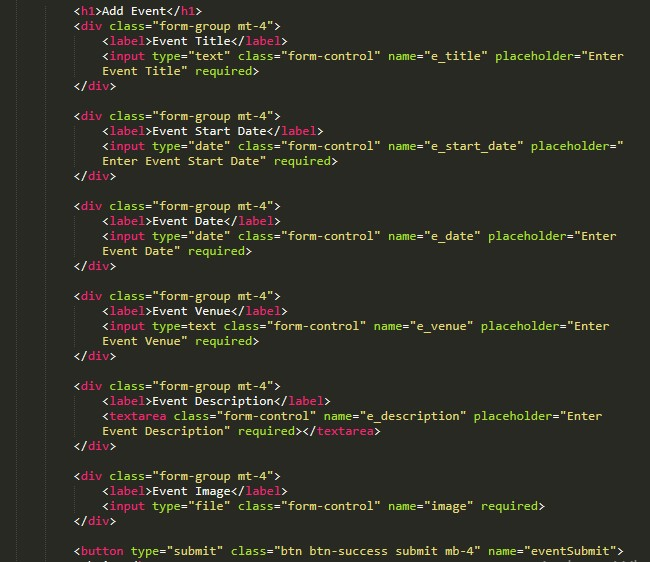 <h1>Add Event</h1>
<div class="form-group mt-4">
<label>Event Title</label>
<input type="text" class="form-control" name="e_title" placeholder="Enter
Event Title" required>
</div>
<div class="form-group mt-4">
<label>Event Start Date</label>
<input type="date" class="form-control" name="e_start_date" placeholder="
Enter Event Start Date" required>
</div>
<div class="form-group mt-4">
<label>Event Date</label>
<input type="date" class="form-control" name="e_date" placeholder="Enter
Event Date" required>
</div>
<div class="form-group mt-4">
<label>Event Venue</label>
<input type=text class="form-control" name="e_venue" placeholder="Enter
Event Venue" required>
</div>
<div class="form-group mt-4">
<label>Event Description</label>
<textarea class="form-control" name="e_description" placeholder="Enter
Event Description" required></textarea>
</div>
<div class="form-group mt-4">
<label>Event Image</label>
<input type="file" class="form-control" name="image" required>
</div>
<button type="submit" class="btn btn-success submit mb-4" name="eventSubmit">